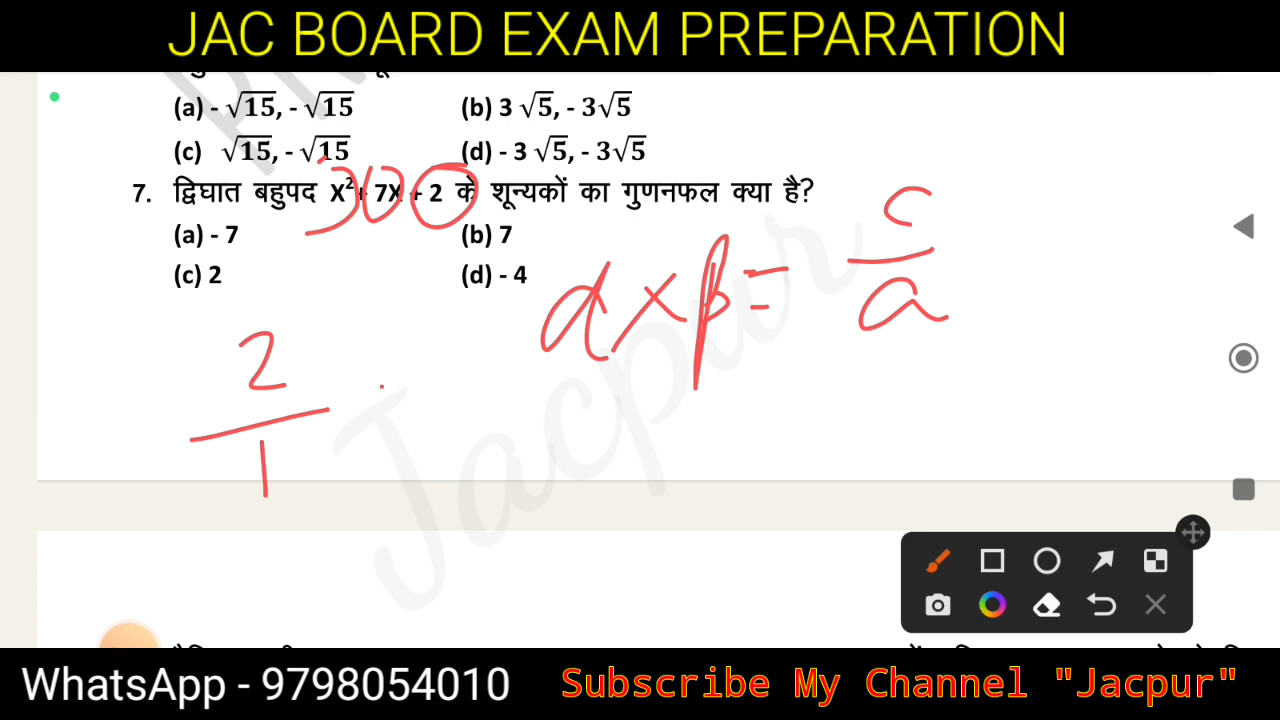 JAC BOARD EXAM PREPARATION
(a) - √15, - √15 (b) 3 √5, - 3√5
(c) √15, - √15 (d) - 3 √5, - 3√5
7. द्विघात बहुपद X² + 7X + 2 के शून्यकों का गुणनफल क्या है?
300
(a) - 7 (b) 7
(c) 2 (d) - 4
α × β = c/a
2/1
Jacpur
WhatsApp - 9798054010 Subscribe My Channel "Jacpur"